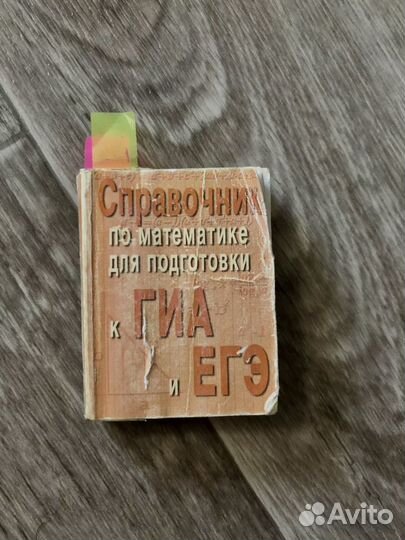 Справочник
по математике
для подготовки
к ГИА
и ЕГЭ
Avito